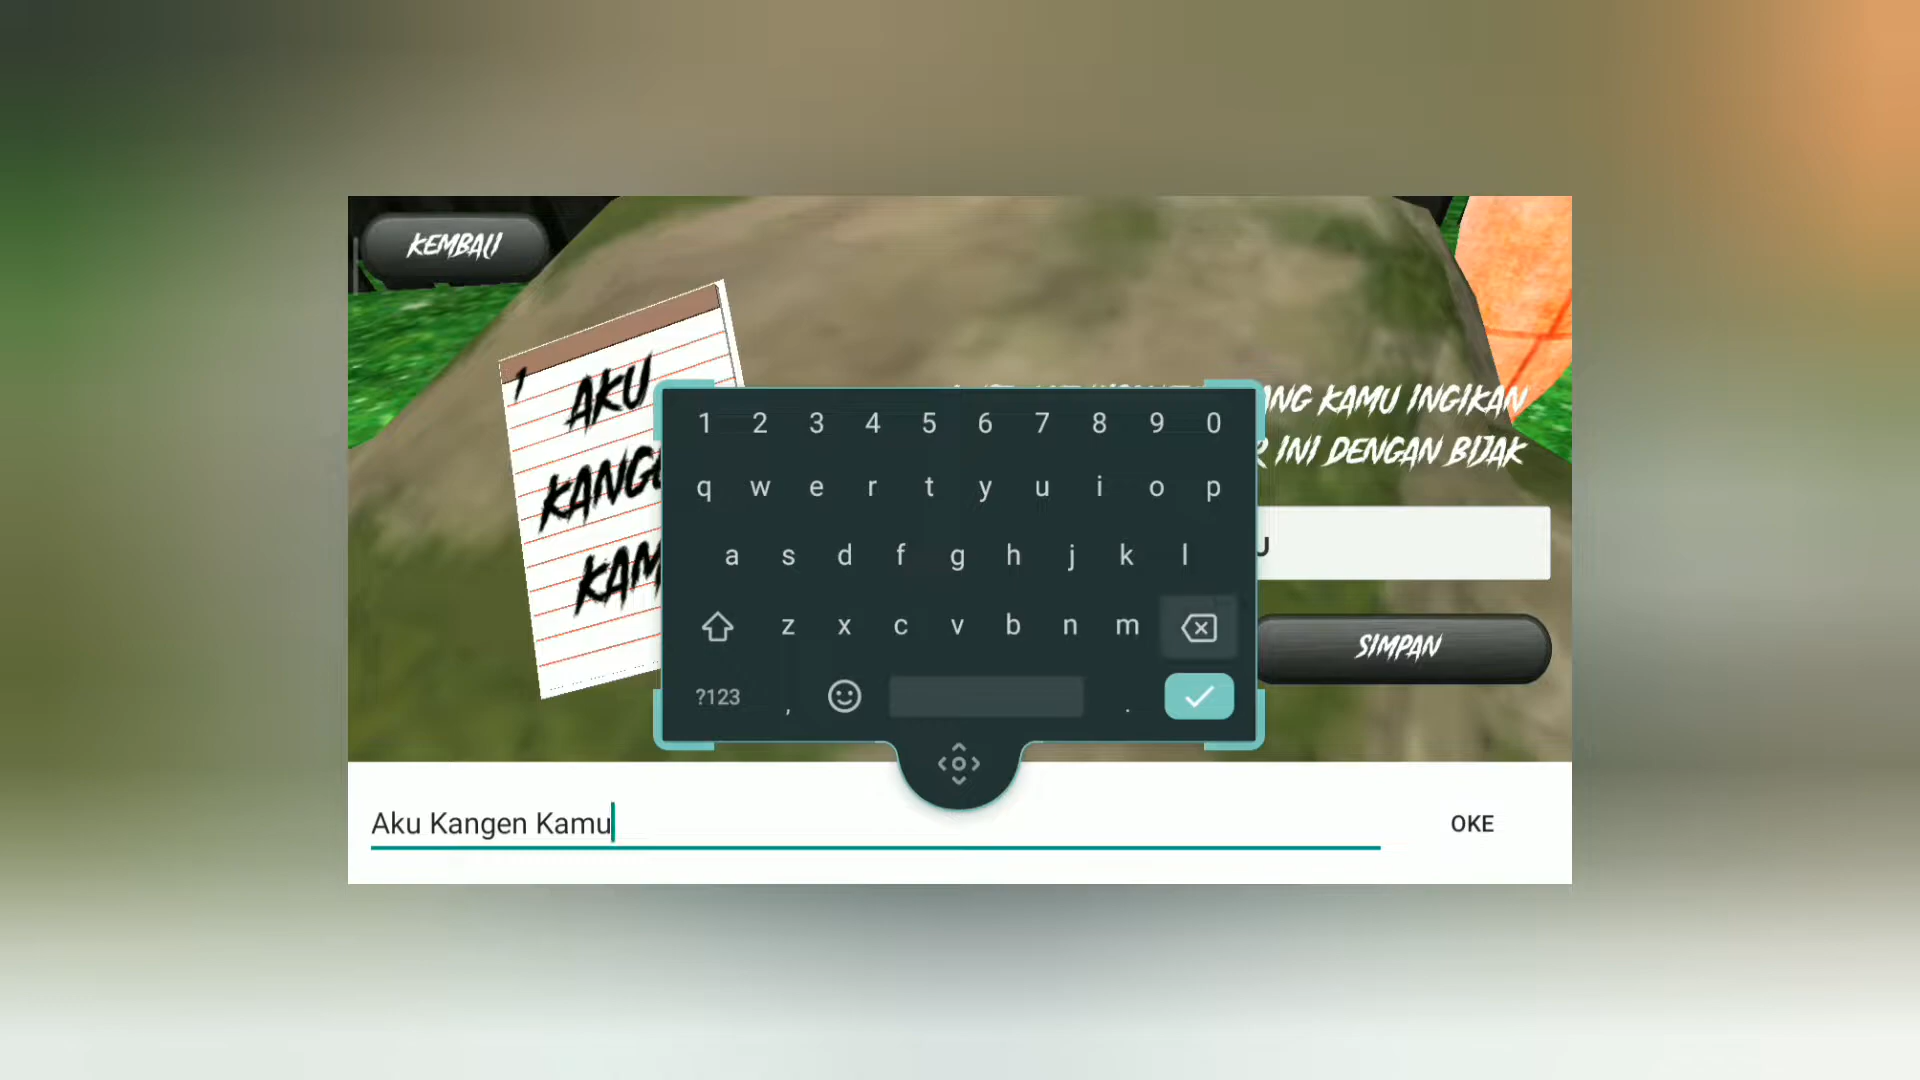 KEMBALI
1
AKU
KAMU INGIKAN
INI DENGAN BIJAK
SIMPAN
1 2 3 4 5 6 7 8 9 0
q w e r t y u i o p
a s d f g h j k l
z x c v b n m
?123 , .
Aku Kangen Kamu
OKE